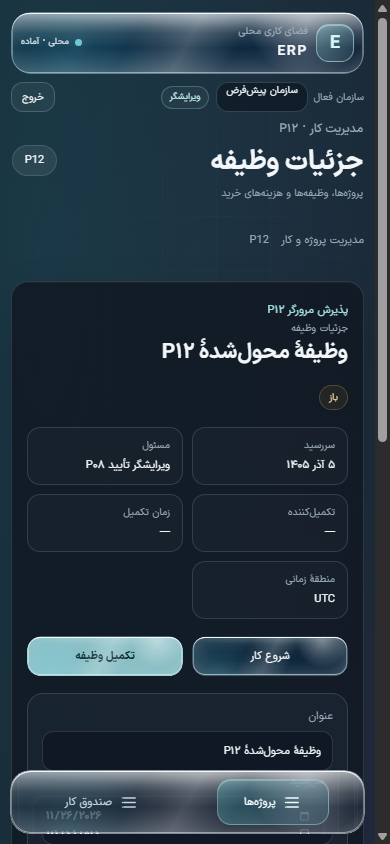 E
فضای کاری محلی
ERP
محلی · آماده
سازمان فعال
سازمان پیش‌فرض
ویرایشگر
خروج
مدیریت کار · P۱۲
جزئیات وظیفه
P12
پروژه‌ها، وظیفه‌ها و هزینه‌های خرید
مدیریت پروژه و کار P12
پذیرش مرورگر P۱۲
جزئیات وظیفه
وظیفهٔ محول‌شدهٔ P۱۲
باز
سررسید
۵ آذر ۱۴۰۵
مسئول
ویرایشگر تأیید P۰۸
تکمیل‌کننده
—
زمان تکمیل
—
منطقهٔ زمانی
UTC
شروع کار
تکمیل وظیفه
عنوان
وظیفهٔ محول‌شدهٔ P۱۲
پروژه‌ها
صندوق کار
۱۱/۲۶/۲۰۲۶